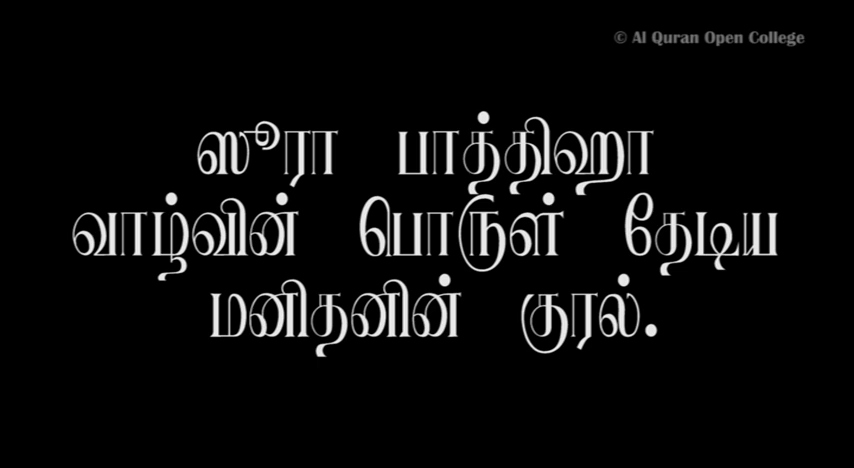 © Al Quran Open College
ஸூரா பாத்திஹா
வாழ்வின் பொருள் தேடிய
மனிதனின் குரல்.